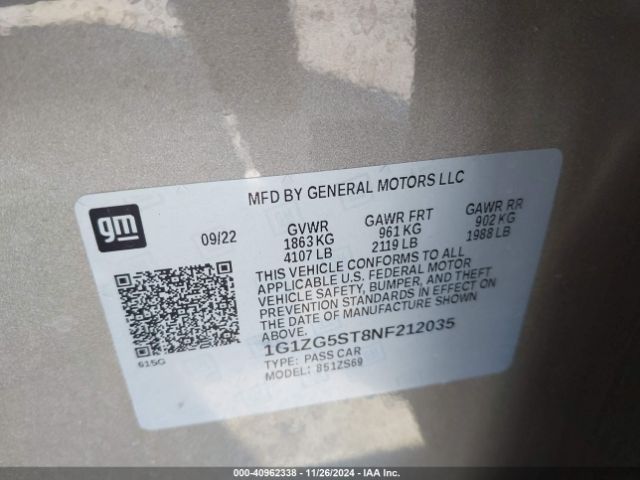 MFD BY GENERAL MOTORS LLC
gm
09/22
GVWR
1863 KG
4107 LB
GAWR FRT
961 KG
2119 LB
GAWR RR
902 KG
1988 LB
THIS VEHICLE CONFORMS TO ALL
APPLICABLE U.S. FEDERAL MOTOR
VEHICLE SAFETY, BUMPER, AND THEFT
PREVENTION STANDARDS IN EFFECT ON
THE DATE OF MANUFACTURE SHOWN
ABOVE.
1G1ZG5ST8NF212035
TYPE: PASS CAR
MODEL: 851ZS69
615G
000-40962338 - 11/26/2024 - IAA Inc.